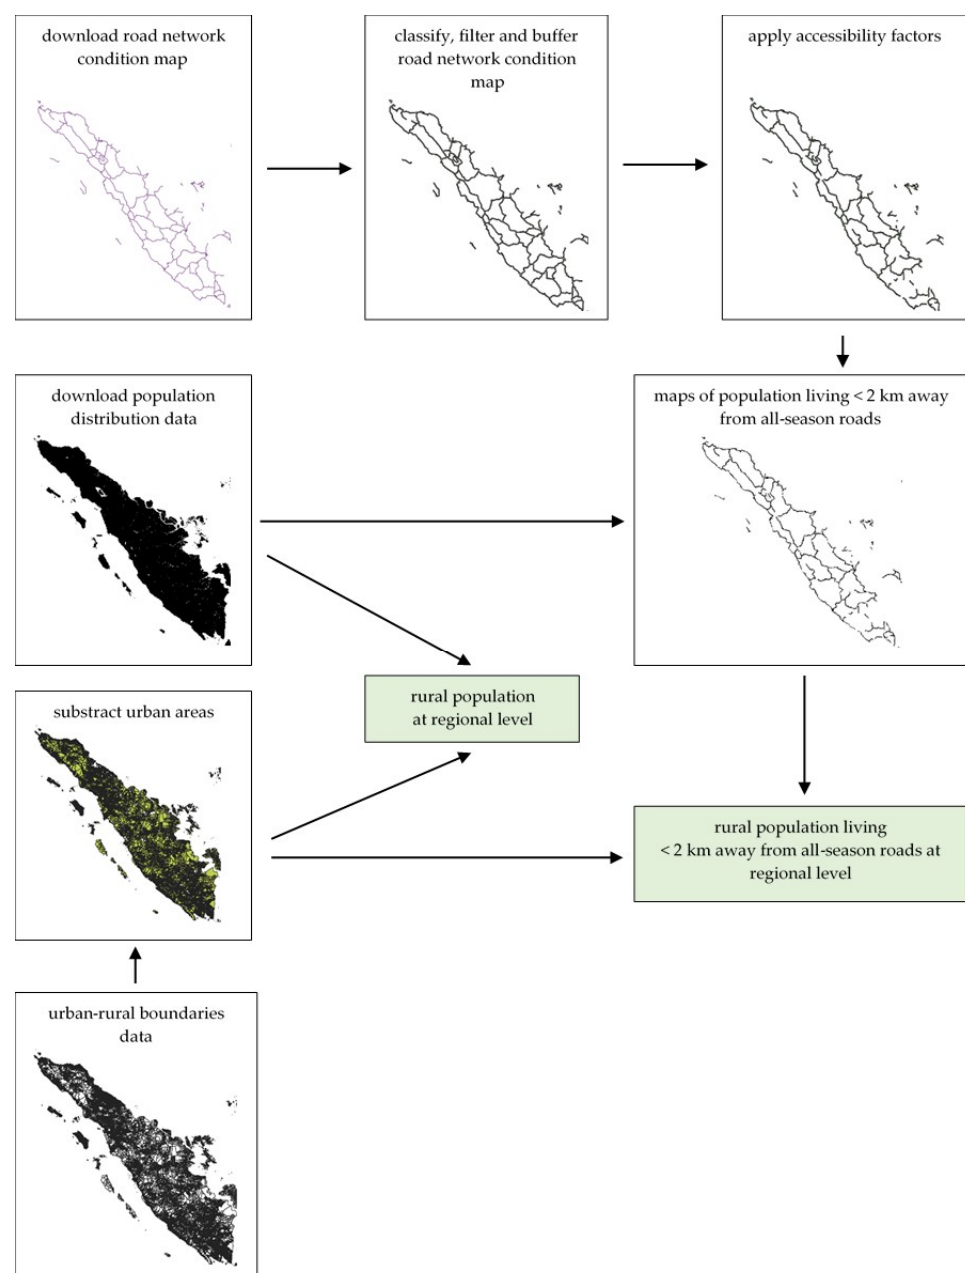 download road network
condition map
classify, filter and buffer
road network condition
map
apply accessibility factors
download population
distribution data
maps of population living < 2 km away
from all-season roads
rural population
at regional level
substract urban areas
rural population living
< 2 km away from all-season roads at
regional level
urban-rural boundaries
data